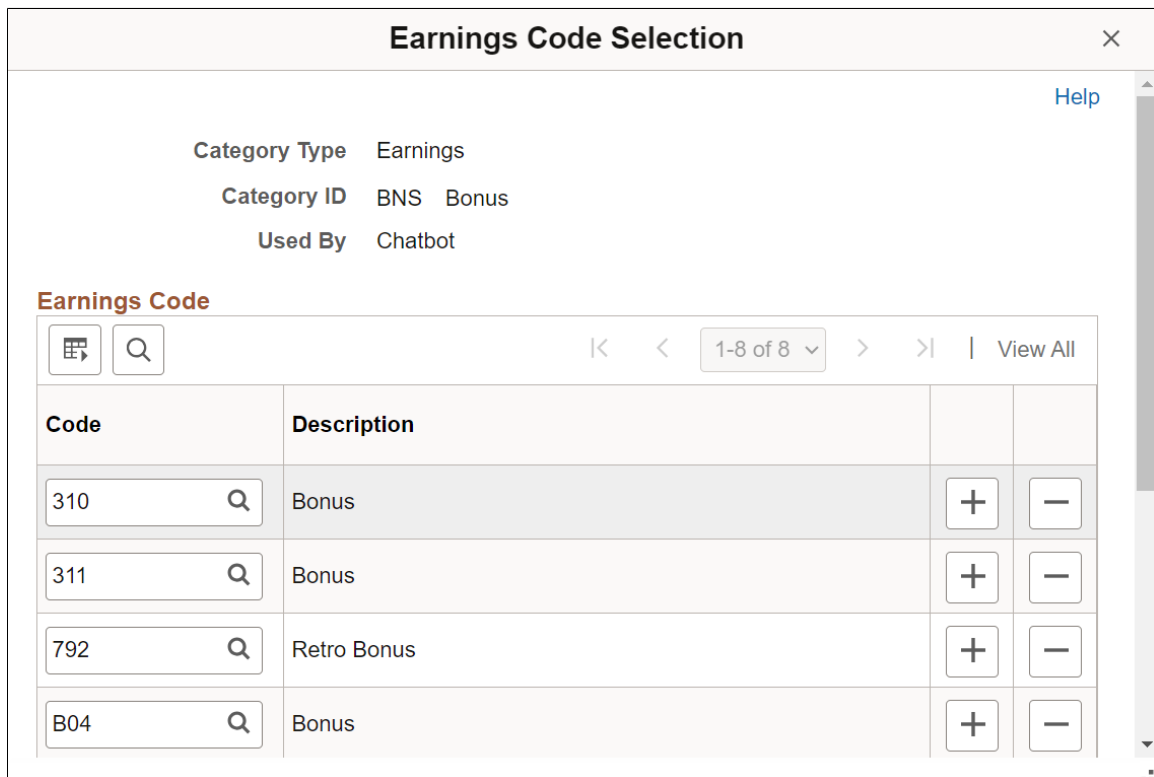 Earnings Code Selection
Help
Category Type Earnings
Category ID BNS Bonus
Used By Chatbot
Earnings Code
1-8 of 8 | View All
Code Description
310 Bonus
311 Bonus
792 Retro Bonus
B04 Bonus